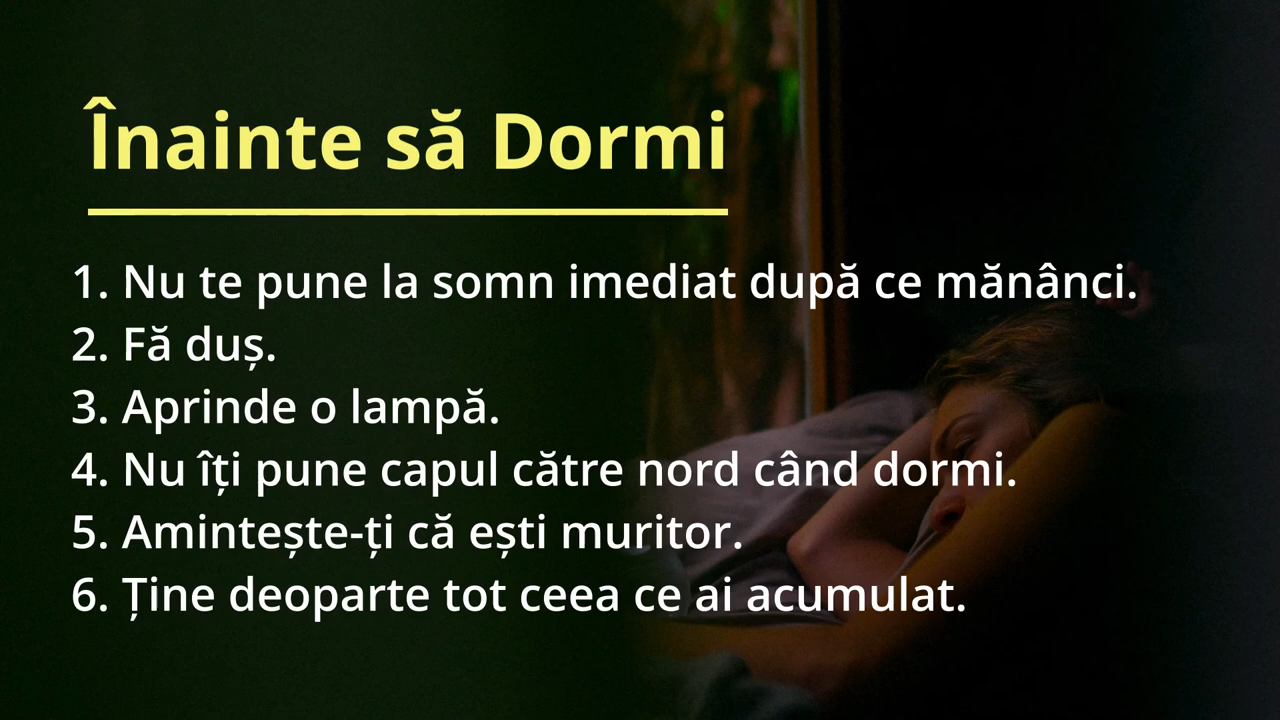 Înainte să Dormi
1. Nu te pune la somn imediat după ce mănânci.
2. Fă duș.
3. Aprinde o lampă.
4. Nu îți pune capul către nord când dormi.
5. Amintește-ți că ești muritor.
6. Ține deoparte tot ceea ce ai acumulat.